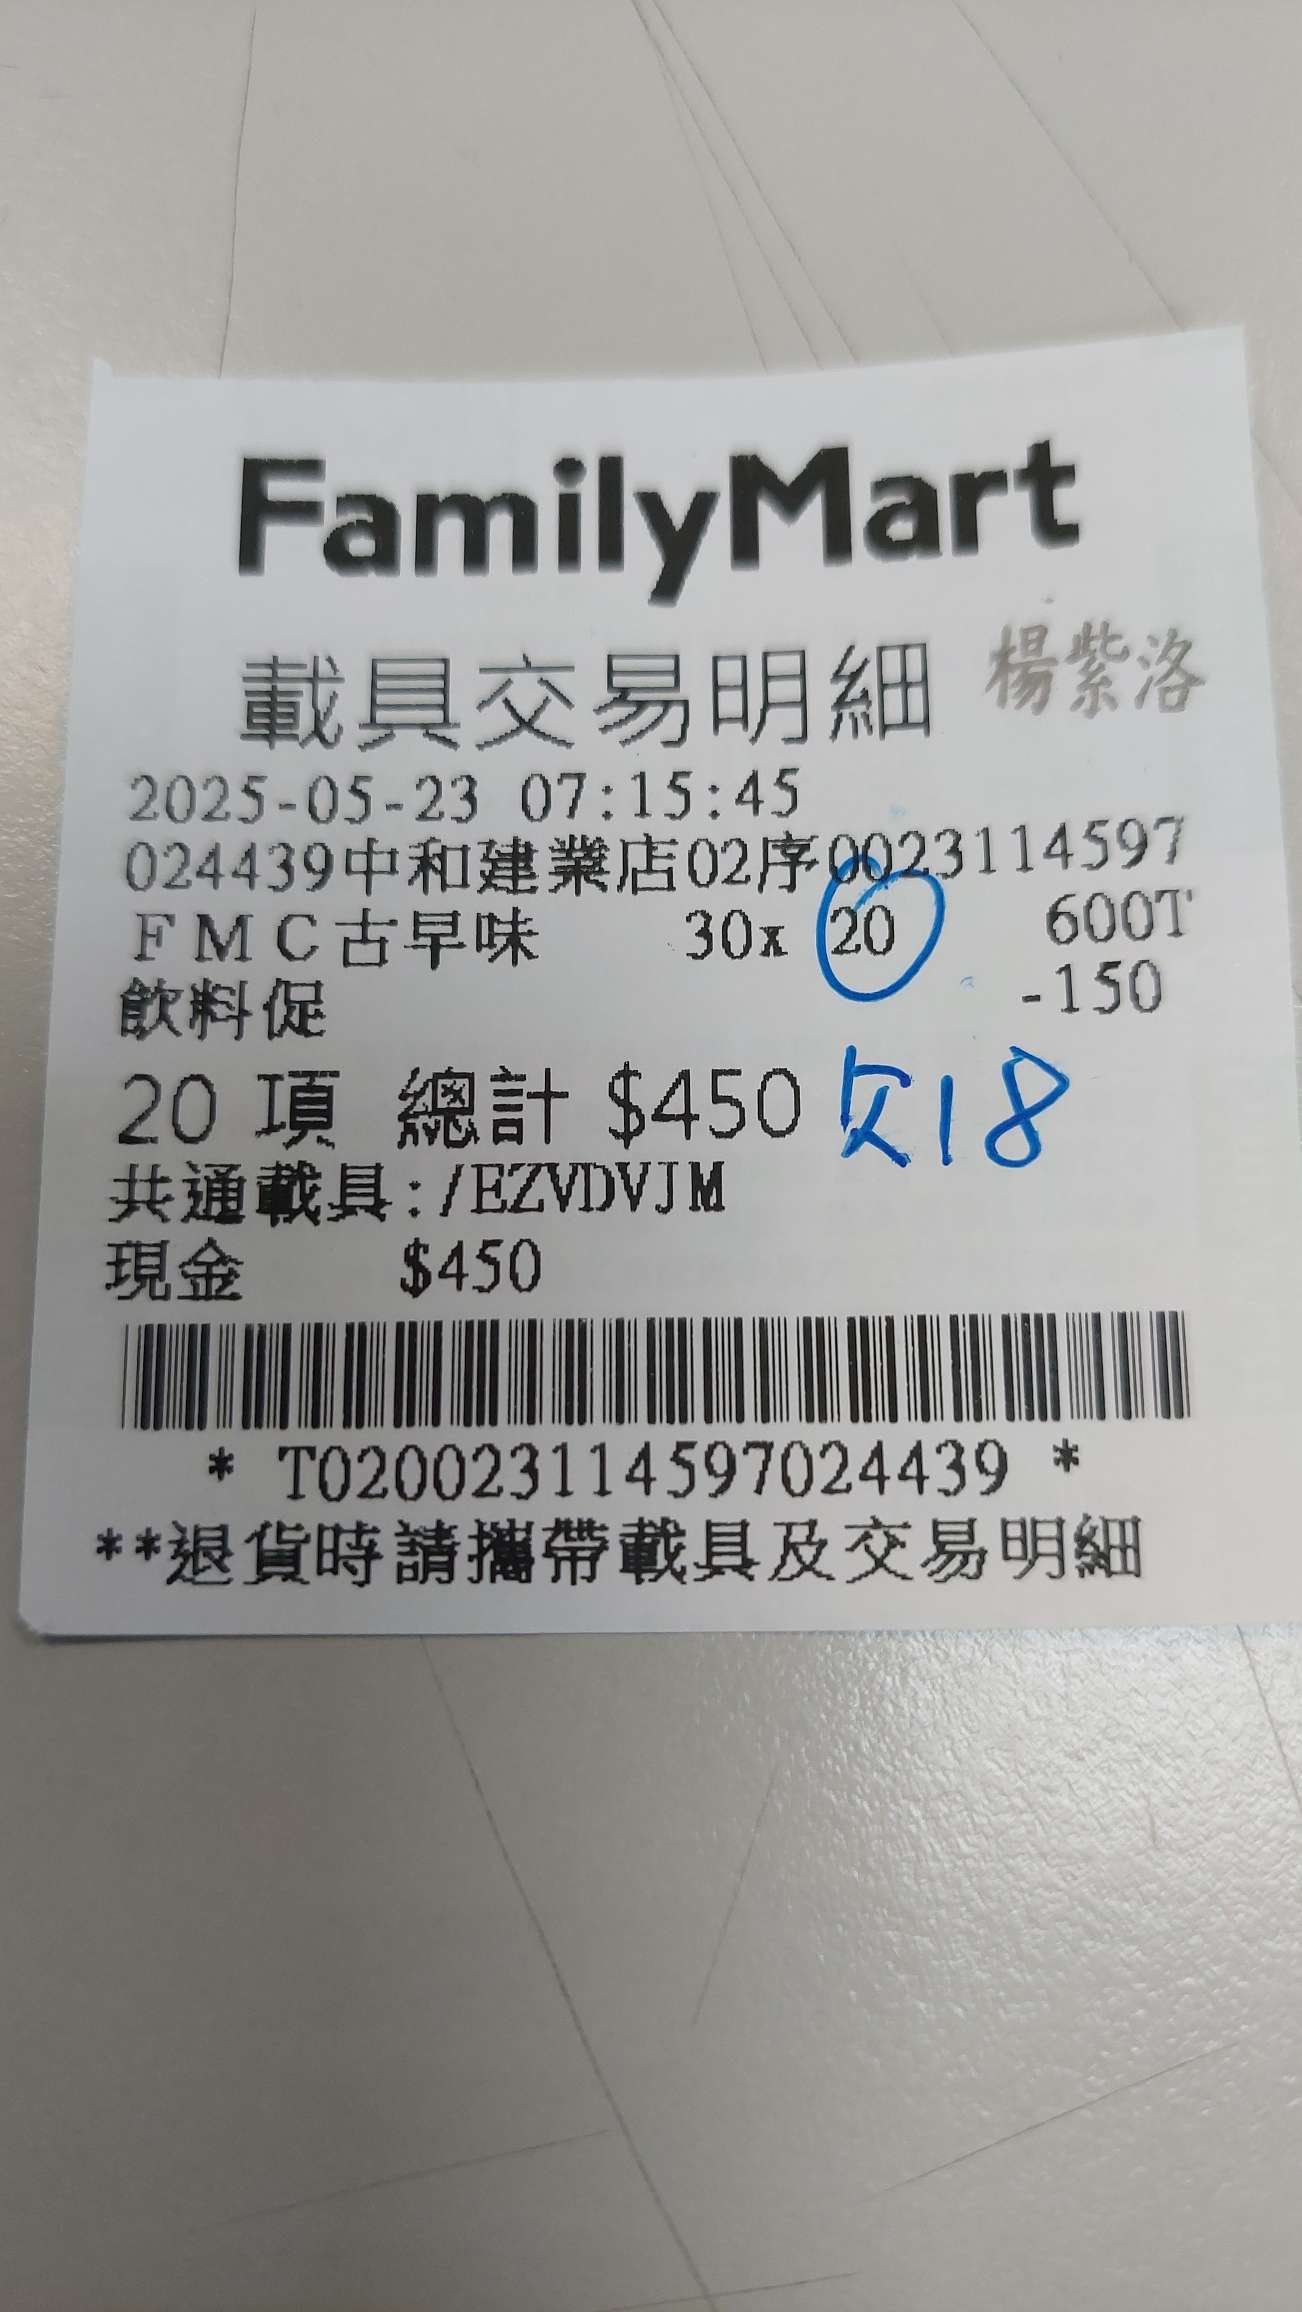 FamilyMart
載具交易明細 楊紫洛
2025-05-23 07:15:45
024439中和建業店02序0023114597
FMC古早味 30x 20 600T
飲料促 -150
20 項 總計 $450 欠18
共通載具:/EZVDVJM
現金 $450
* T020023114597024439 *
**退貨時請攜帶載具及交易明細